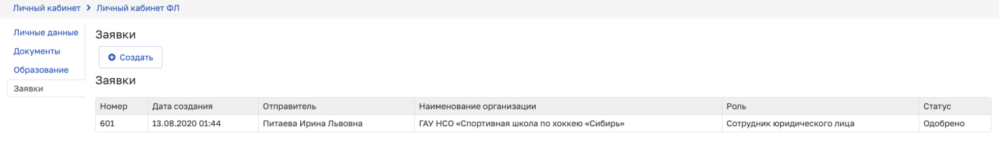 Личный кабинет > Личный кабинет ФЛ
Личные данные
Документы
Образование
Заявки
Заявки
Создать
Заявки
Номер Дата создания Отправитель Наименование организации Роль Статус
601 13.08.2020 01:44 Питаева Ирина Львовна ГАУ НСО «Спортивная школа по хоккею «Сибирь» Сотрудник юридического лица Одобрено